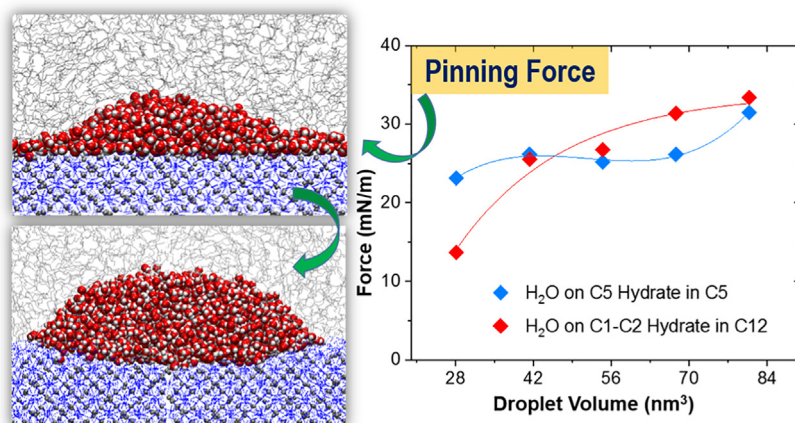 Pinning Force
Force (mN/m)
40
30
20
10
0
H₂O on C5 Hydrate in C5
H₂O on C1-C2 Hydrate in C12
28 42 56 70 84
Droplet Volume (nm³)